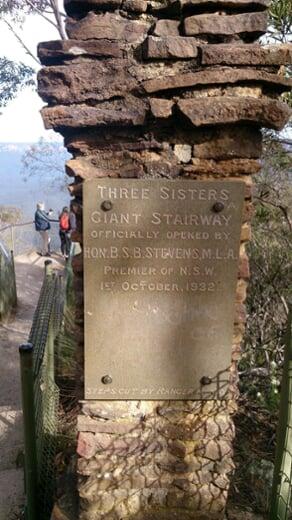 THREE SISTERS
GIANT STAIRWAY
OFFICIALLY OPENED BY
HON. B. S. B. STEVENS, M.L.A.
PREMIER OF N.S.W.
1ST OCTOBER, 1932.
STEPS CUT BY RANGER